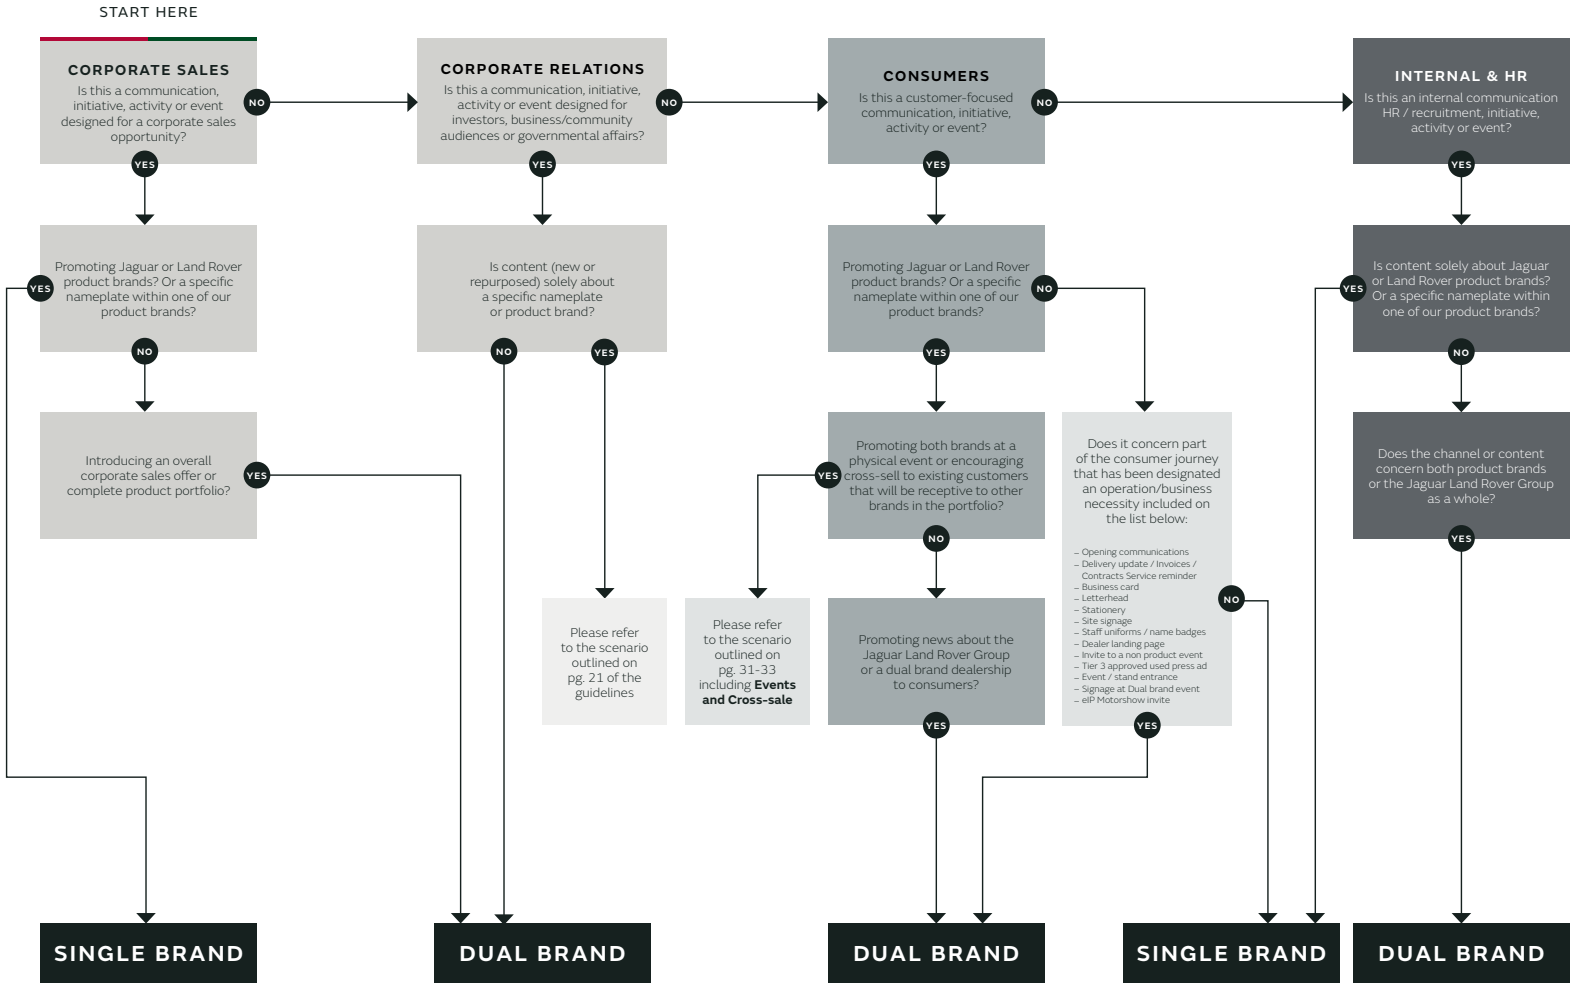 START HERE
CORPORATE SALES
Is this a communication,
initiative, activity or event
designed for a corporate sales
opportunity?
NO
YES
CORPORATE RELATIONS
Is this a communication, initiative,
activity or event designed for
investors, business/community
audiences or governmental affairs?
NO
YES
CONSUMERS
Is this a customer-focused
communication, initiative,
activity or event?
NO
YES
INTERNAL & HR
Is this an internal communication
HR / recruitment, initiative,
activity or event?
YES
Promoting Jaguar or Land Rover
product brands? Or a specific
nameplate within one of our
product brands?
YES
NO
Is content (new or
repurposed) solely about
a specific nameplate
or product brand?
NO
YES
Promoting Jaguar or Land Rover
product brands? Or a specific
nameplate within one of our
product brands?
NO
YES
Is content solely about Jaguar
or Land Rover product brands?
Or a specific nameplate within
one of our product brands?
YES
NO
Introducing an overall
corporate sales offer or
complete product portfolio?
YES
Promoting both brands at a
physical event or encouraging
cross-sell to existing customers
that will be receptive to other
brands in the portfolio?
YES
NO
Does it concern part
of the consumer journey
that has been designated
an operation/business
necessity included on
the list below:
– Opening communications
– Delivery update / Invoices /
Contracts Service reminder
– Business card
– Letterhead
– Stationery
– Site signage
– Staff uniforms / name badges
– Dealer landing page
– Invite to a non product event
– Tier 3 approved used press ad
– Event / stand entrance
– Signage at Dual brand event
– eIP Motorshow invite
NO
YES
Does the channel or content
concern both product brands
or the Jaguar Land Rover Group
as a whole?
YES
Please refer
to the scenario
outlined on
pg. 21 of the
guidelines
Please refer
to the scenario
outlined on
pg. 31-33
including Events
and Cross-sale
Promoting news about the
Jaguar Land Rover Group
or a dual brand dealership
to consumers?
YES
SINGLE BRAND
DUAL BRAND
DUAL BRAND
SINGLE BRAND
DUAL BRAND